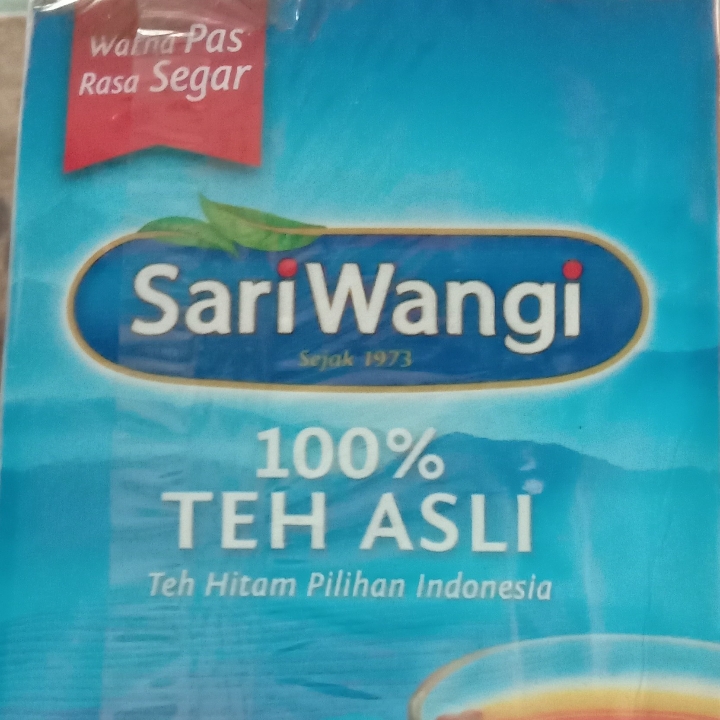 Warna Pas
Rasa Segar
SariWangi
Sejak 1973
100%
TEH ASLI
Teh Hitam Pilihan Indonesia